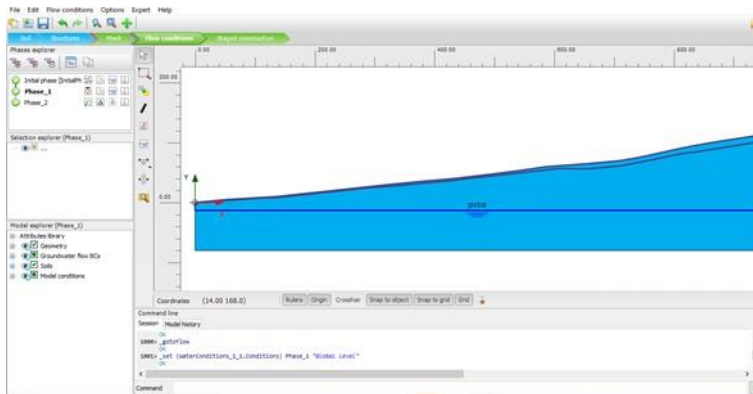 File Edit Flow conditions Options Expert Help
Soil Structures Mesh Flow conditions Staged construction
Phases explorer
Initial phase [InitialPh
Phase_1
Phase_2
Selection explorer (Phase_1)
...
Model explorer (Phase_1)
Attributes library
Geometry
Groundwater flow BCs
Soils
Model conditions
0.00 200.00 400.00 600.00 800.00
200.00
0.00
Y
global
Coordinates (14.00 168.0) Rulers Origin Crosshair Snap to object Snap to grid Grid
Command line
Session Model history
OK
1000> _gotoflow
OK
1001> _set (WaterConditions_1_1.Conditions) Phase_1 "Global Level"
OK
Command